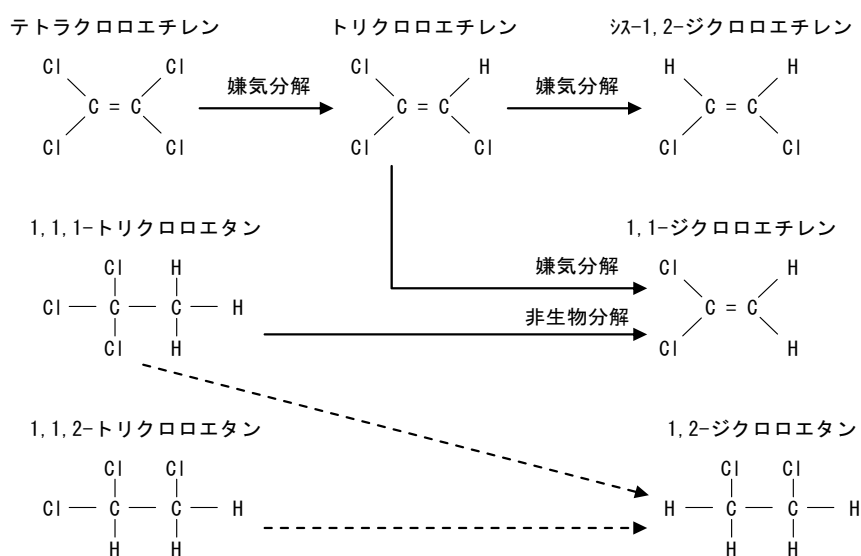 テトラクロロエチレン トリクロロエチレン ｼｽ-1,2-ジクロロエチレン
Cl Cl Cl H H H
C = C 嫌気分解 C = C 嫌気分解 C = C
Cl Cl Cl Cl Cl Cl
1,1,1-トリクロロエタン 1,1-ジクロロエチレン
Cl H 嫌気分解 Cl H
Cl C C H 非生物分解 C = C
Cl H Cl H
1,1,2-トリクロロエタン 1,2-ジクロロエタン
Cl Cl Cl Cl
Cl C C H H C C H
H H H H